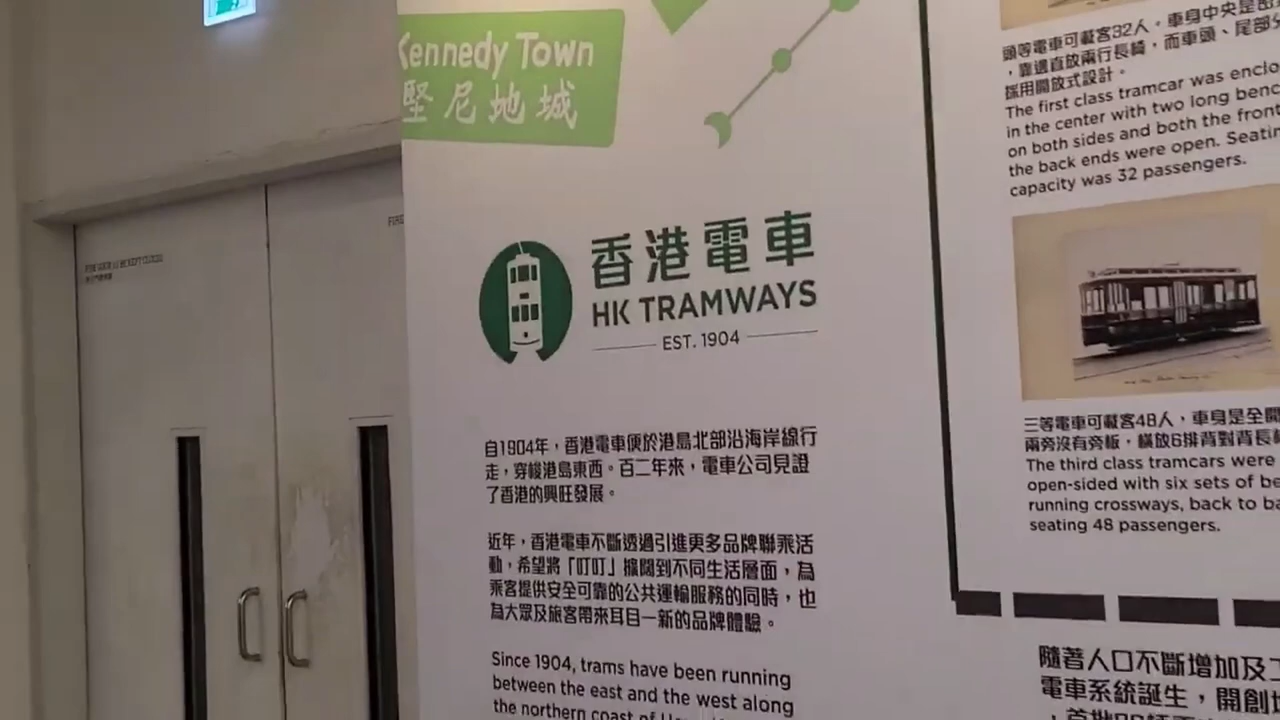 Kennedy Town
堅尼地城
香港電車
HK TRAMWAYS
EST. 1904
自1904年，香港電車便於港島北部沿海岸線行
走，穿梭港島東西。百二年來，電車公司見證
了香港的興旺發展。
近年，香港電車不斷透過引進更多品牌聯乘活
動，希望將「叮叮」擴闊到不同生活層面，為
乘客提供安全可靠的公共運輸服務的同時，也
為大眾及旅客帶來耳目一新的品牌體驗。
Since 1904, trams have been running
between the east and the west along
the northern coast of
頭等電車可載客32人。車身中央是密
，靠邊直放兩行長椅，而車頭、尾部
採用開放式設計。
The first class tramcar was enclo
in the center with two long benc
on both sides and both the front
the back ends were open. Seatin
capacity was 32 passengers.
三等電車可載客48人，車身是全開
兩旁沒有旁板，橫放6排背對背長椅
The third class tramcars were
open-sided with six sets of be
running crossways, back to ba
seating 48 passengers.
隨著人口不斷增加及工
電車系統誕生，開創